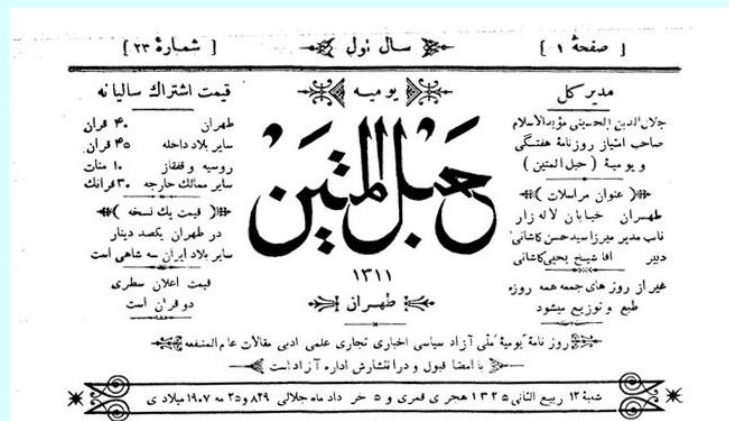 [ صفحهٔ ۱ ]
سال اول
[ شمارهٔ ۲۳ ]
مدیر کل
جلال‌الدین الحسینی مؤیدالاسلام
صاحب امتیاز روزنامهٔ هفتگی
و یومیهٔ ( حبل‌المتین )
( عنوان مراسلات )
طهران خیابان لاله زار
نائب مدیر میرزا سید حسن کاشانی
دبیر آقا شیخ یحیی کاشانی
غیر از روز های جمعه همه روزه
طبع و توزیع میشود
یومیه
حبل المتین
۱۳۱۱
طهران
قیمت اشتراك سالیانه
طهران ۴۰ قران
سایر بلاد داخله ۴۵ قران
روسیه و قفقاز ۱۰ منات
سایر ممالك خارجه ۳۰ فرانك
( قیمت یك نسخه )
در طهران یکصد دینار
سایر بلاد ایران سه شاهی است
قیمت اعلان سطری
دو قران است
روزنامهٔ یومیهٔ ملی آزاد سیاسی اخباری تجاری علمی ادبی مقالات عام‌المنفعه
با امضا قبول و در انتشارش اداره آزاد است
شنبهٔ ۱۲ ربیع الثانی ۱۳۲۵ هجری قمری و ۵ خرداد ماه جلالی ۸۲۹ و ۲۵ مه ۱۹۰۷ میلادی